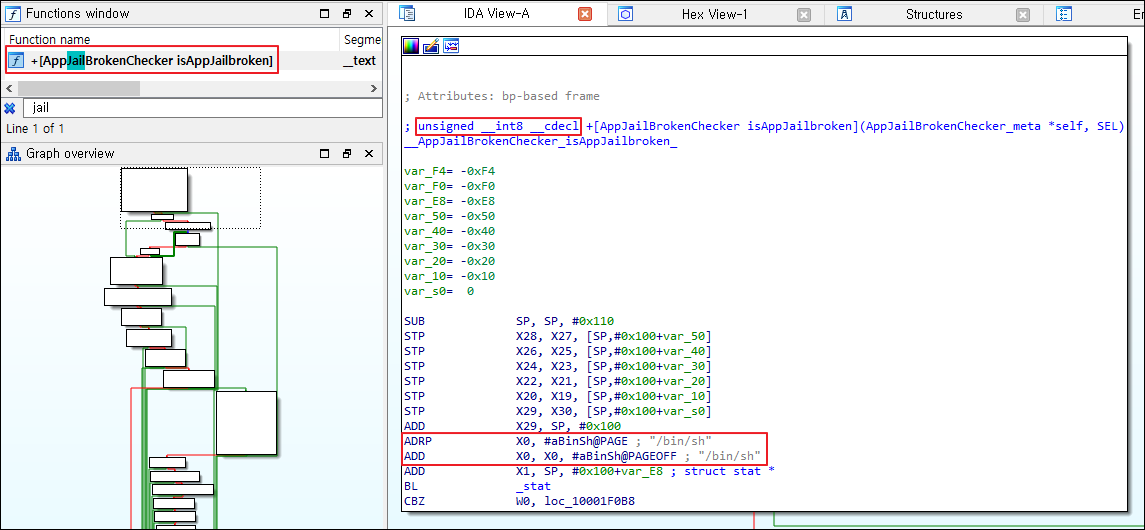 Functions window
Function name Segme
+[AppJailBrokenChecker isAppJailbroken] __text
jail
Line 1 of 1
Graph overview
IDA View-A
Hex View-1
Structures
En
; Attributes: bp-based frame
; unsigned __int8 __cdecl +[AppJailBrokenChecker isAppJailbroken](AppJailBrokenChecker_meta *self, SEL)
__AppJailBrokenChecker_isAppJailbroken_
var_F4= -0xF4
var_F0= -0xF0
var_E8= -0xE8
var_50= -0x50
var_40= -0x40
var_30= -0x30
var_20= -0x20
var_10= -0x10
var_s0= 0
SUB SP, SP, #0x110
STP X28, X27, [SP,#0x100+var_50]
STP X26, X25, [SP,#0x100+var_40]
STP X24, X23, [SP,#0x100+var_30]
STP X22, X21, [SP,#0x100+var_20]
STP X20, X19, [SP,#0x100+var_10]
STP X29, X30, [SP,#0x100+var_s0]
ADD X29, SP, #0x100
ADRP X0, #aBinSh@PAGE ; "/bin/sh"
ADD X0, X0, #aBinSh@PAGEOFF ; "/bin/sh"
ADD X1, SP, #0x100+var_E8 ; struct stat *
BL _stat
CBZ W0, loc_10001F0B8